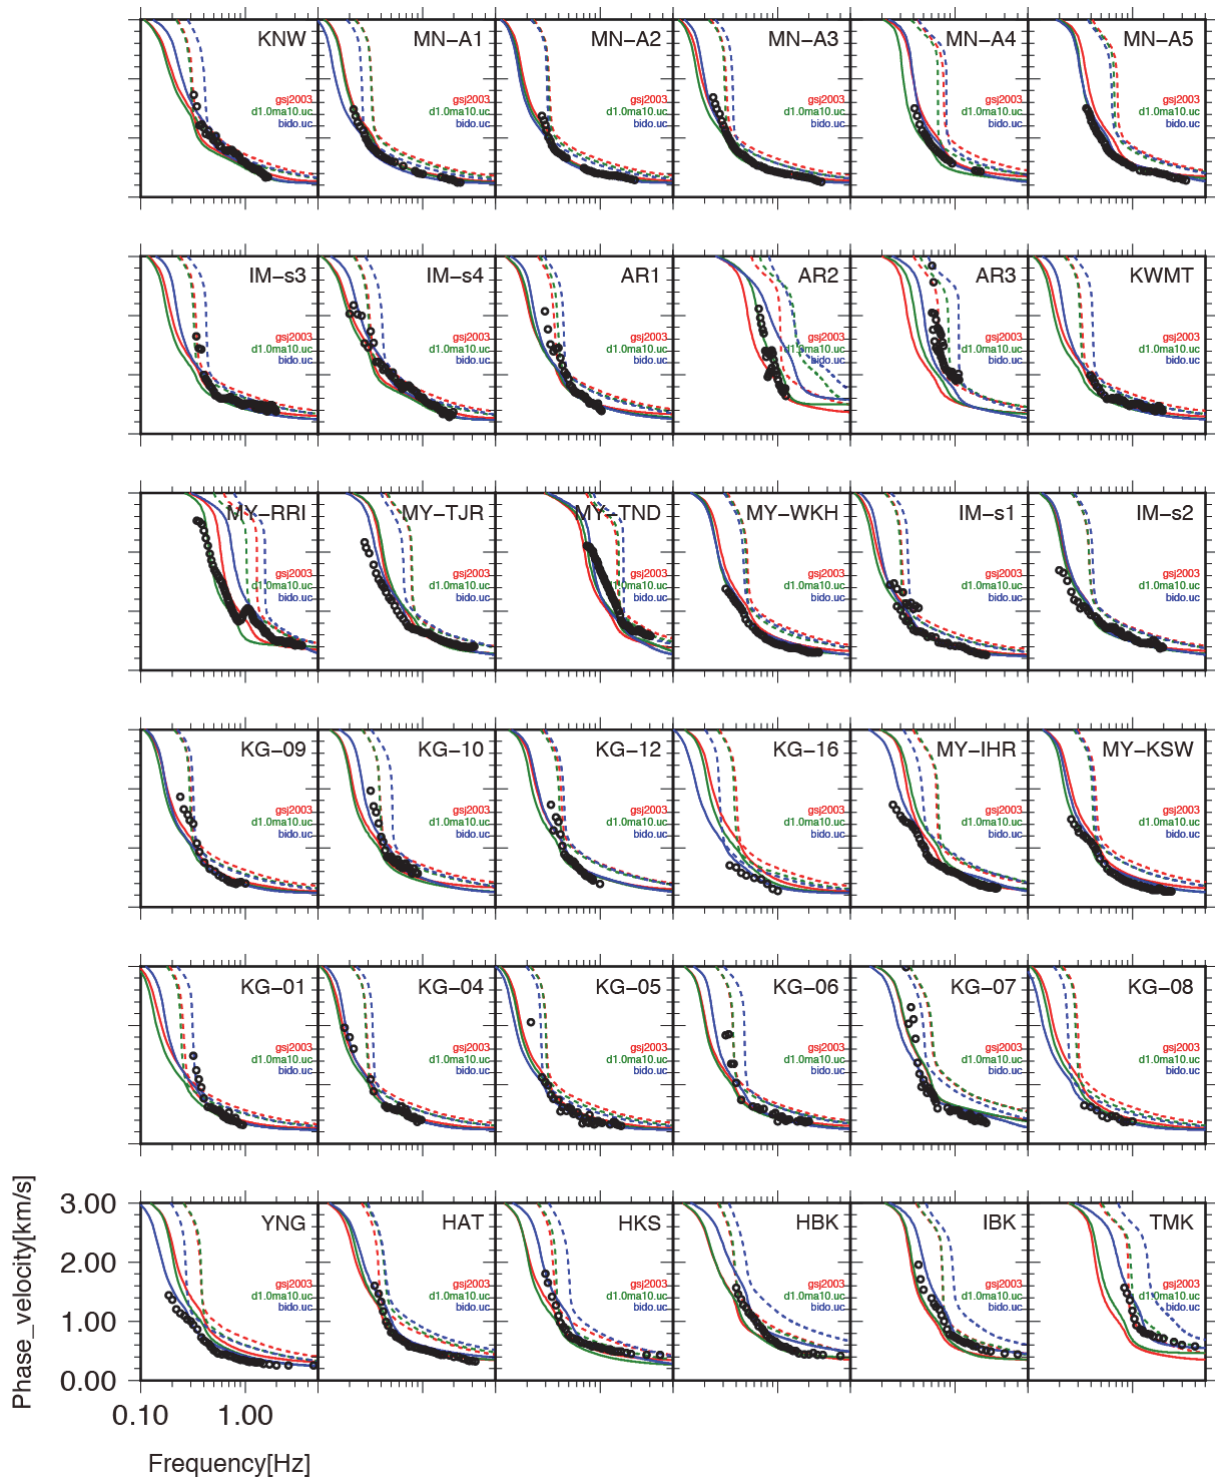 KNW MN-A1 MN-A2 MN-A3 MN-A4 MN-A5
gsj2003 gsj2003 gsj2003 gsj2003 gsj2003 gsj2003
d1.0ma10.uc d1.0ma10.uc d1.0ma10.uc d1.0ma10.uc d1.0ma10.uc d1.0ma10.uc
bido.uc bido.uc bido.uc bido.uc bido.uc bido.uc
IM-s3 IM-s4 AR1 AR2 AR3 KWMT
gsj2003 gsj2003 gsj2003 gsj2003 gsj2003 gsj2003
d1.0ma10.uc d1.0ma10.uc d1.0ma10.uc d1.0ma10.uc d1.0ma10.uc d1.0ma10.uc
bido.uc bido.uc bido.uc bido.uc bido.uc bido.uc
MY-RRI MY-TJR MY-TND MY-WKH IM-s1 IM-s2
gsj2003 gsj2003 gsj2003 gsj2003 gsj2003 gsj2003
d1.0ma10.uc d1.0ma10.uc d1.0ma10.uc d1.0ma10.uc d1.0ma10.uc d1.0ma10.uc
bido.uc bido.uc bido.uc bido.uc bido.uc bido.uc
KG-09 KG-10 KG-12 KG-16 MY-IHR MY-KSW
gsj2003 gsj2003 gsj2003 gsj2003 gsj2003 gsj2003
d1.0ma10.uc d1.0ma10.uc d1.0ma10.uc d1.0ma10.uc d1.0ma10.uc d1.0ma10.uc
bido.uc bido.uc bido.uc bido.uc bido.uc bido.uc
KG-01 KG-04 KG-05 KG-06 KG-07 KG-08
gsj2003 gsj2003 gsj2003 gsj2003 gsj2003 gsj2003
d1.0ma10.uc d1.0ma10.uc d1.0ma10.uc d1.0ma10.uc d1.0ma10.uc d1.0ma10.uc
bido.uc bido.uc bido.uc bido.uc bido.uc bido.uc
Phase_velocity[km/s]
3.00
YNG HAT HKS HBK IBK TMK
2.00
gsj2003 gsj2003 gsj2003 gsj2003 gsj2003 gsj2003
d1.0ma10.uc d1.0ma10.uc d1.0ma10.uc d1.0ma10.uc d1.0ma10.uc d1.0ma10.uc
bido.uc bido.uc bido.uc bido.uc bido.uc bido.uc
1.00
0.00
0.10 1.00
Frequency[Hz]